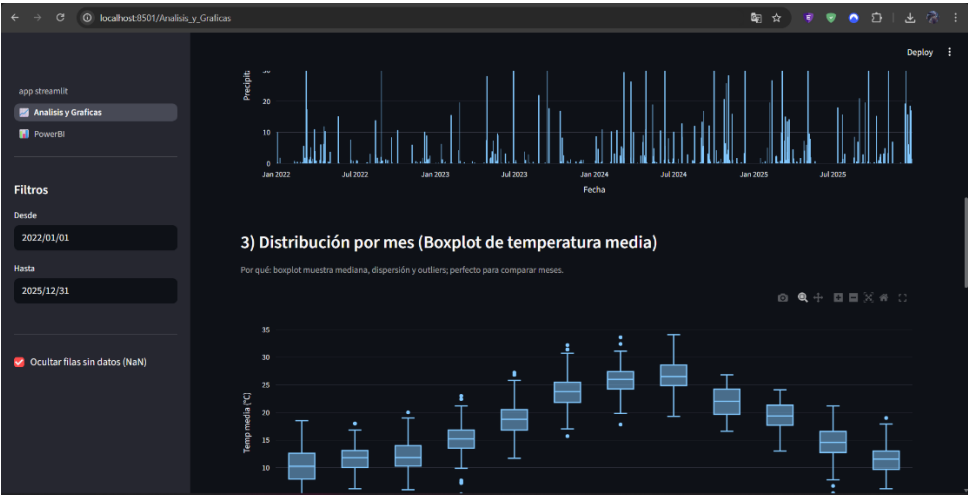 localhost:8501/Analisis_y_Graficas
Deploy
app streamlit
Analisis y Graficas
PowerBI
Filtros
Desde
2022/01/01
Hasta
2025/12/31
Ocultar filas sin datos (NaN)
20
10
0
Jan 2022 Jul 2022 Jan 2023 Jul 2023 Jan 2024 Jul 2024 Jan 2025 Jul 2025
Fecha
3) Distribución por mes (Boxplot de temperatura media)
Por qué: boxplot muestra mediana, dispersión y outliers; perfecto para comparar meses.
Temp media (°C)
35
30
25
20
15
10